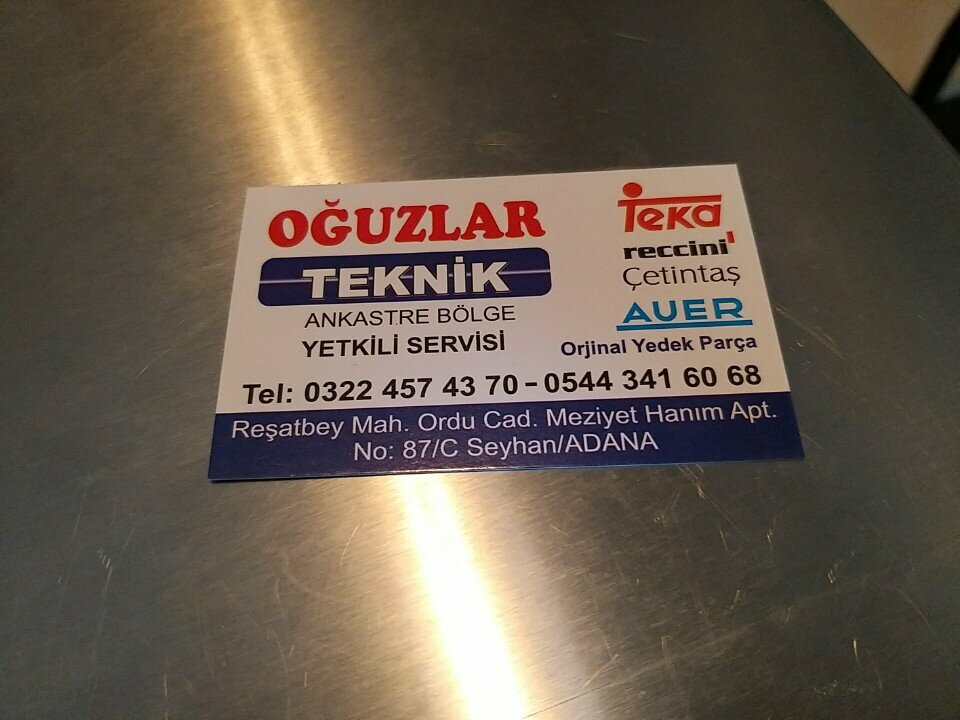 OĞUZLAR
TEKNİK
ANKASTRE BÖLGE
YETKİLİ SERVİSİ
TEKA
reccini
Çetintaş
AUER
Orjinal Yedek Parça
Tel: 0322 457 43 70 - 0544 341 60 68
Reşatbey Mah. Ordu Cad. Meziyet Hanım Apt.
No: 87/C Seyhan/ADANA